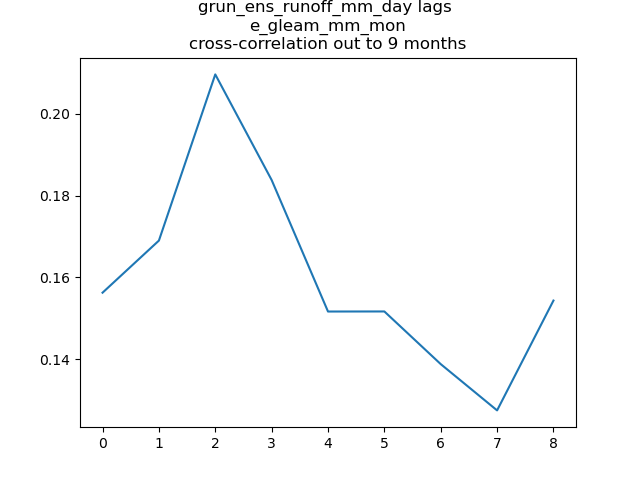 grun_ens_runoff_mm_day lags
e_gleam_mm_mon
cross-correlation out to 9 months
0.20
0.18
0.16
0.14
0 1 2 3 4 5 6 7 8